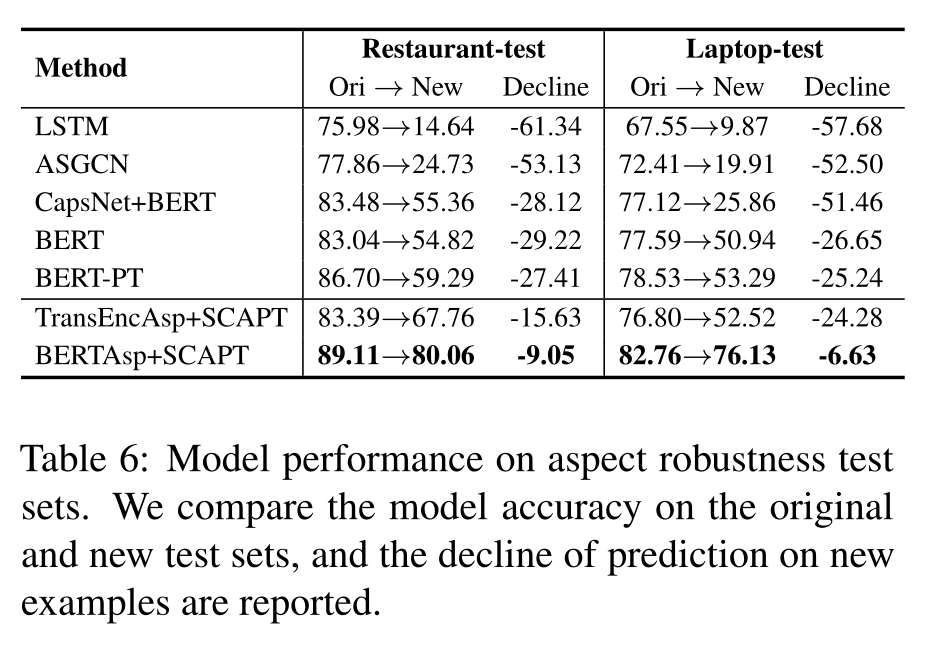 Method Restaurant-test Laptop-test
Ori → New Decline Ori → New Decline
LSTM 75.98→14.64 -61.34 67.55→9.87 -57.68
ASGCN 77.86→24.73 -53.13 72.41→19.91 -52.50
CapsNet+BERT 83.48→55.36 -28.12 77.12→25.86 -51.46
BERT 83.04→54.82 -29.22 77.59→50.94 -26.65
BERT-PT 86.70→59.29 -27.41 78.53→53.29 -25.24
TransEncAsp+SCAPT 83.39→67.76 -15.63 76.80→52.52 -24.28
BERTAsp+SCAPT 89.11→80.06 -9.05 82.76→76.13 -6.63
Table 6: Model performance on aspect robustness test
sets. We compare the model accuracy on the original
and new test sets, and the decline of prediction on new
examples are reported.